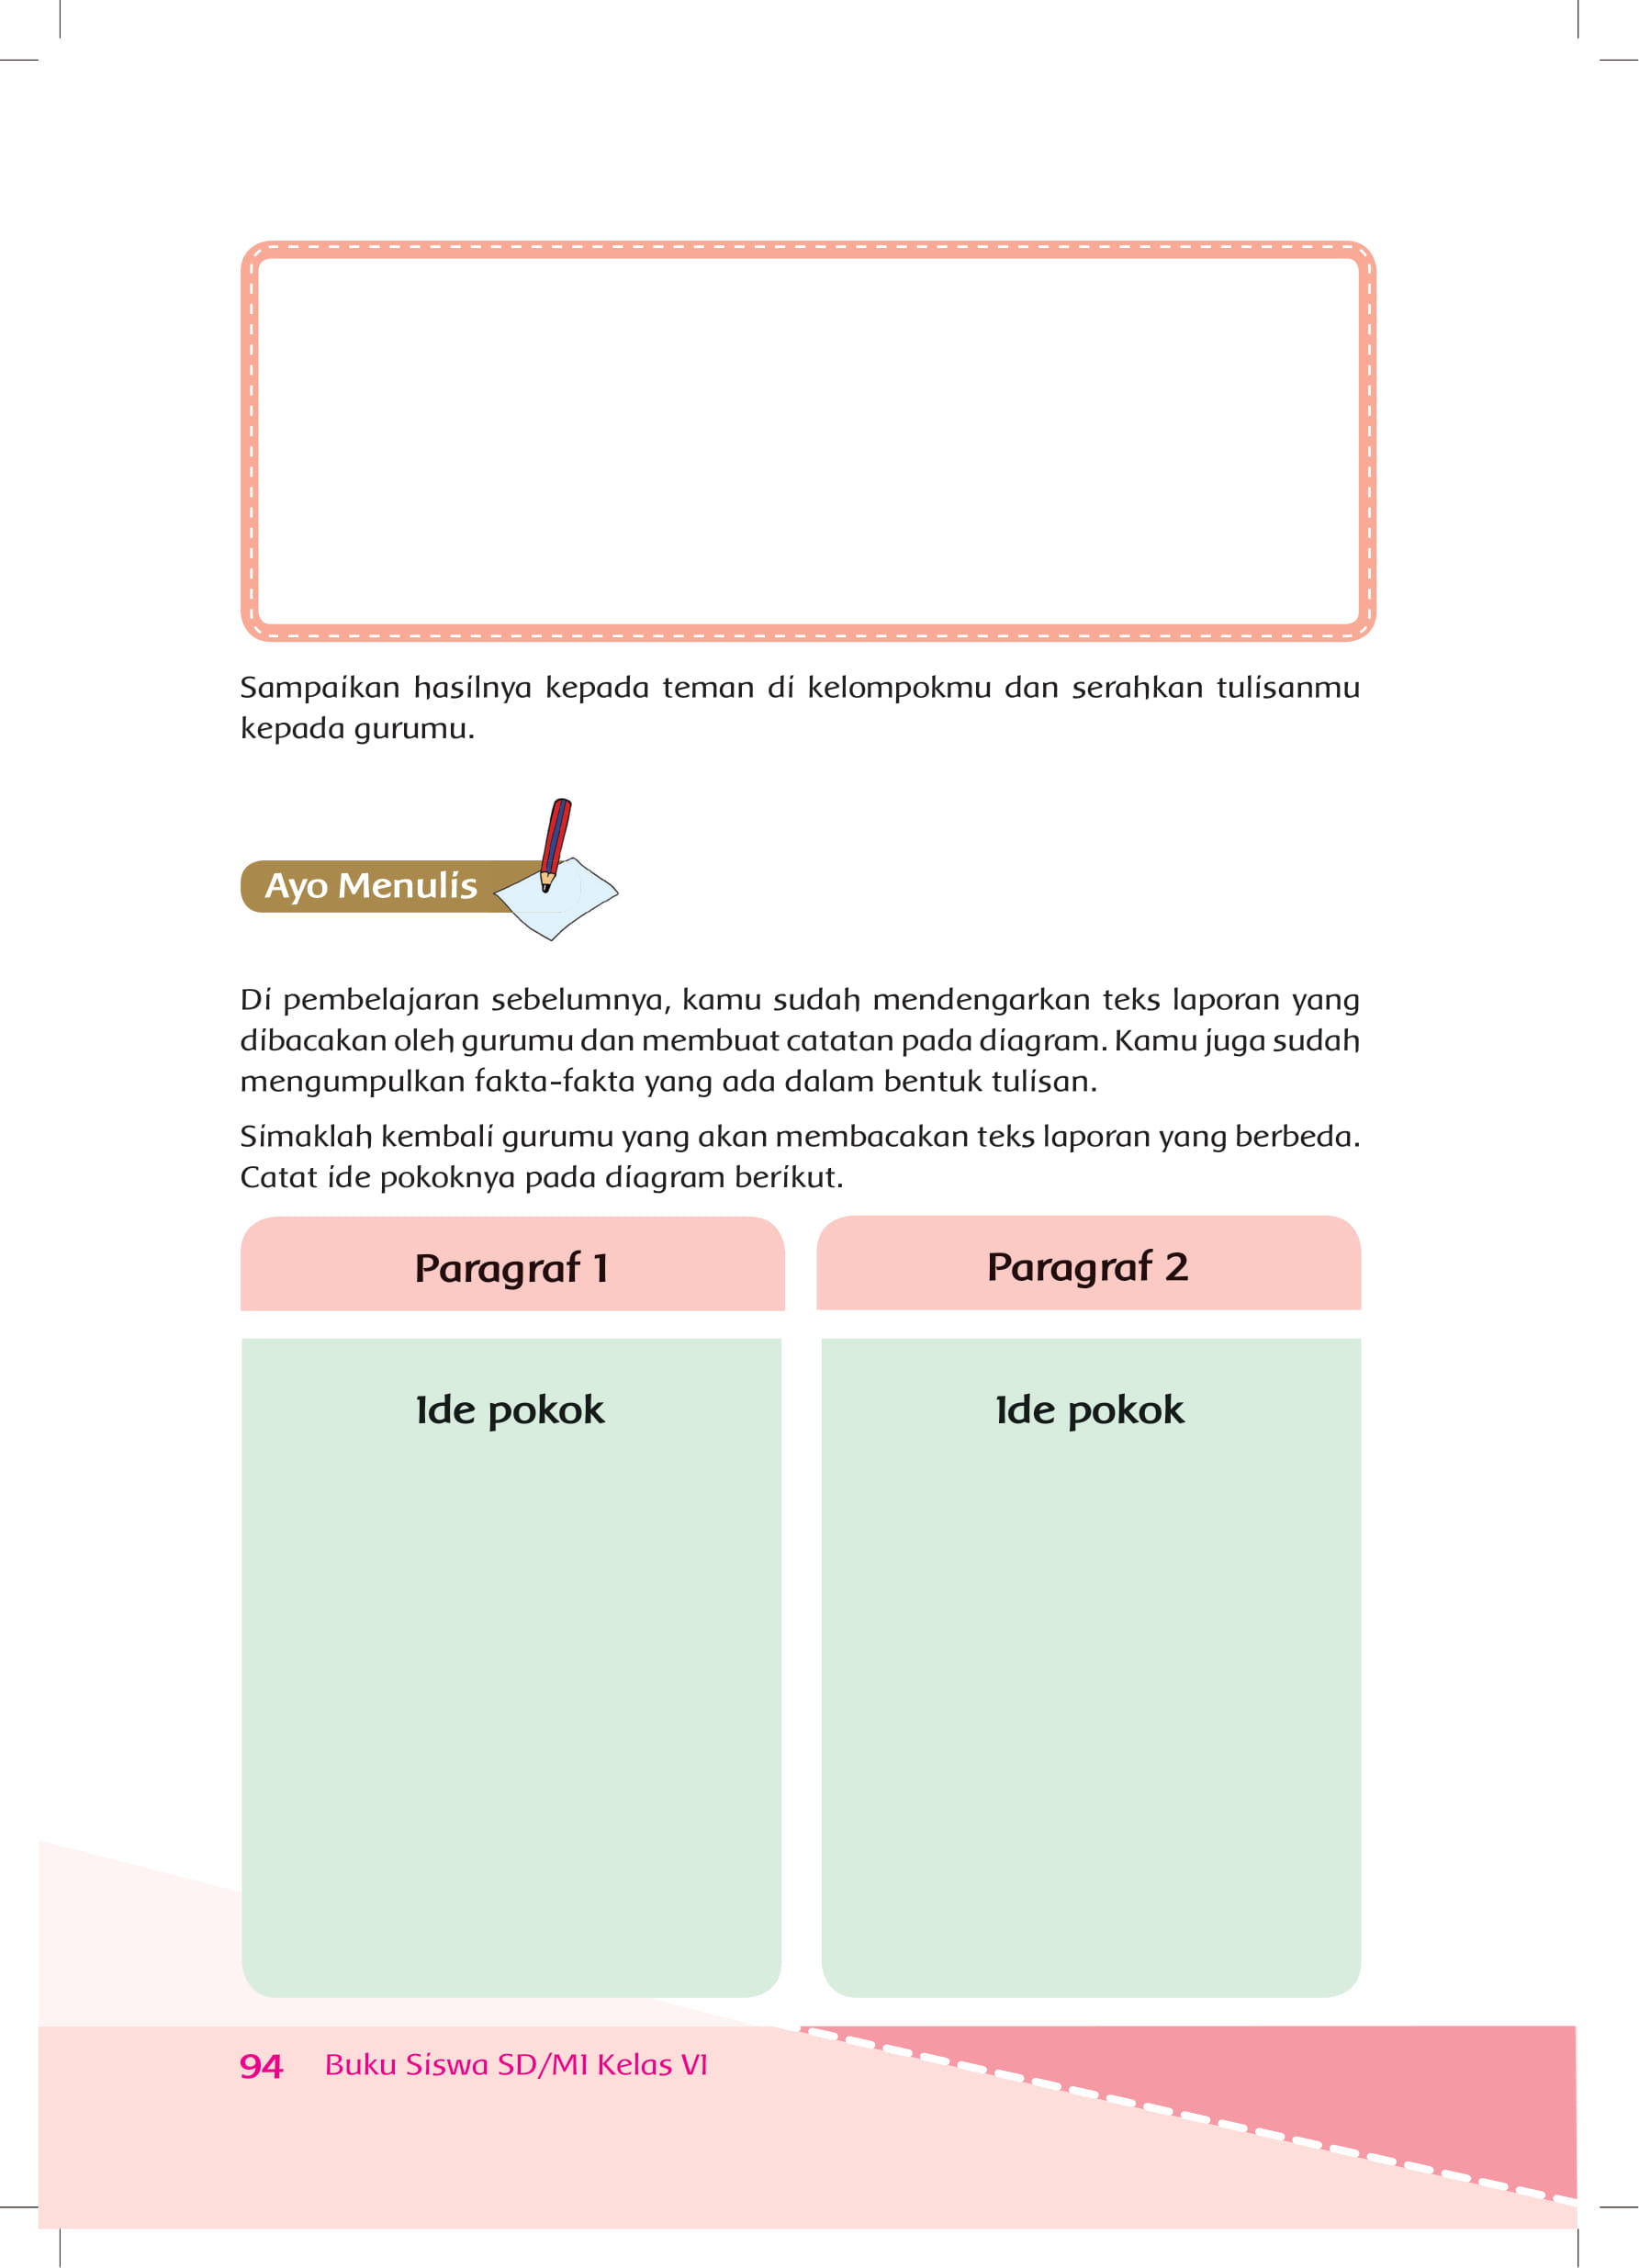 Sampaikan hasilnya kepada teman di kelompokmu dan serahkan tulisanmu
kepada gurumu.
Ayo Menulis
Di pembelajaran sebelumnya, kamu sudah mendengarkan teks laporan yang
dibacakan oleh gurumu dan membuat catatan pada diagram. Kamu juga sudah
mengumpulkan fakta-fakta yang ada dalam bentuk tulisan.
Simaklah kembali gurumu yang akan membacakan teks laporan yang berbeda.
Catat ide pokoknya pada diagram berikut.
Paragraf 1
Ide pokok
Paragraf 2
Ide pokok
94 Buku Siswa SD/MI Kelas VI